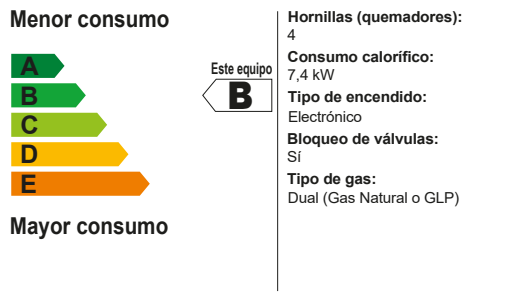 Menor consumo
A
B
C
D
E
Este equipo
B
Mayor consumo
Hornillas (quemadores):
4
Consumo calorífico:
7,4 kW
Tipo de encendido:
Electrónico
Bloqueo de válvulas:
Sí
Tipo de gas:
Dual (Gas Natural o GLP)